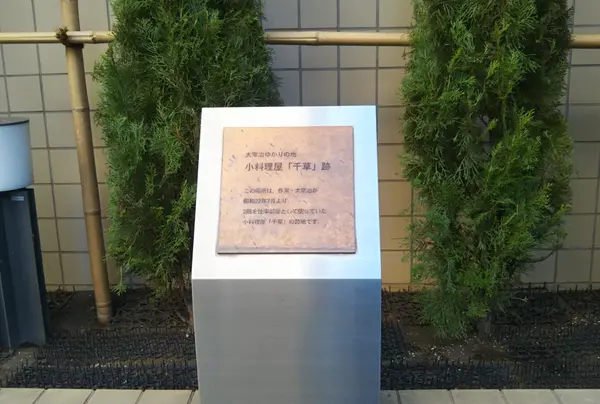 太宰治ゆかりの地
小料理屋「千草」跡
この場所は、作家・太宰治が
昭和22年7月より
2階を仕事部屋として使っていた
小料理屋「千草」の跡地です。